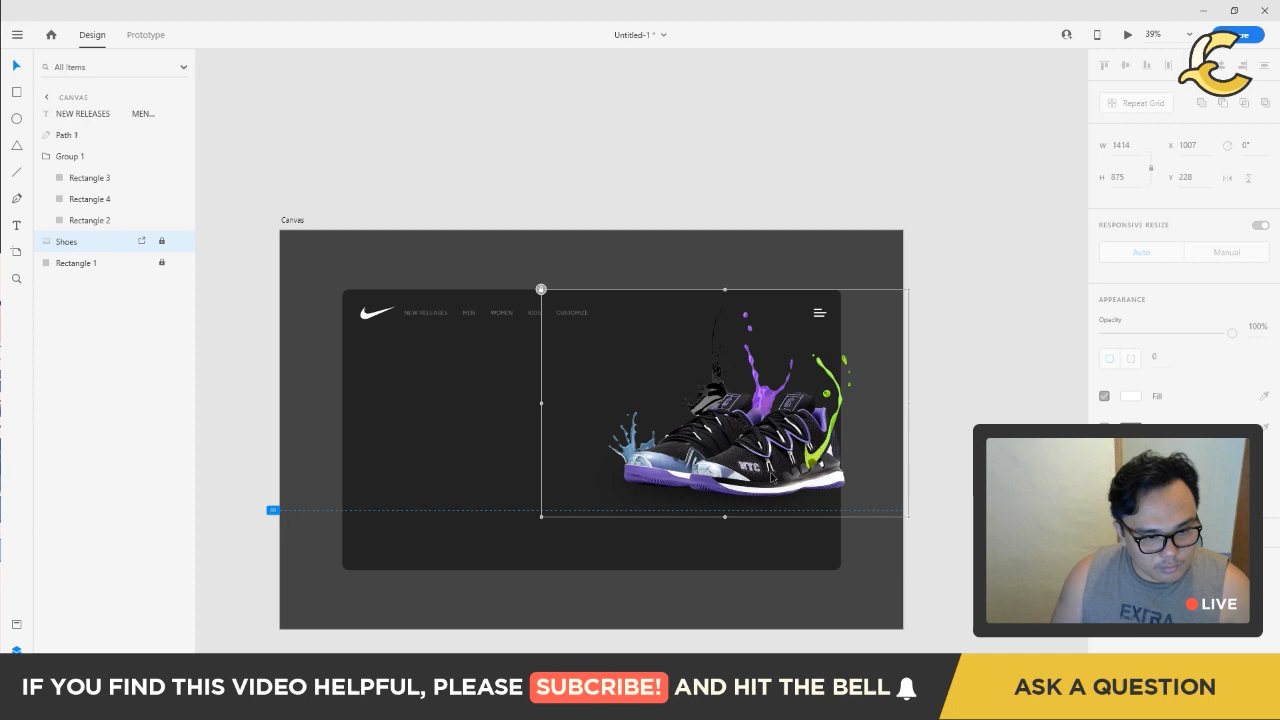 Design
Prototype
Untitled-1 *
39%
All Items
CANVAS
NEW RELEASES MEN...
Path 1
Group 1
Rectangle 3
Rectangle 4
Rectangle 2
Shoes
Rectangle 1
Canvas
NEW RELEASES MEN WOMEN KIDS CUSTOMIZE
NYC
Repeat Grid
W 1414 X 1007 0°
H 875 Y 228
RESPONSIVE RESIZE
Auto Manual
APPEARANCE
Opacity
100%
0
Fill
EXTRA
LIVE
IF YOU FIND THIS VIDEO HELPFUL, PLEASE SUBCRIBE! AND HIT THE BELL
ASK A QUESTION